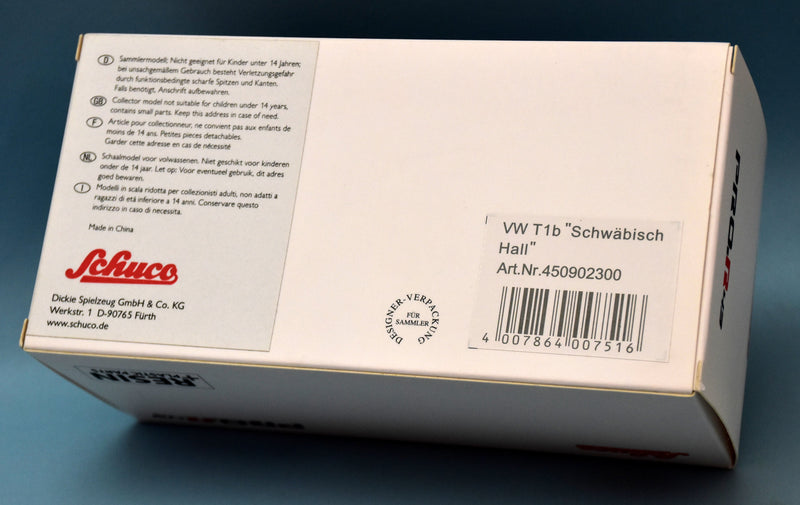 D Sammlermodell; Nicht geeignet für Kinder unter 14 Jahren;
bei unsachgemäßem Gebrauch besteht Verletzungsgefahr
durch funktionsbedingte scharfe Spitzen und Kanten.
Falls benötigt, Anschrift aufbewahren.
GB Collector model not suitable for children under 14 years,
contains small parts. Keep this address in case of need.
F Article pour collectionneur, ne convient pas aux enfants de
moins de 14 ans. Petites pieces detachables.
Garder cette adresse en cas de nécessité
NL Schaalmodel voor volwassenen. Niet geschikt voor kinderen
onder de 14 jaar. Let op: Voor eventueel gebruik, dit adres
goed bewaren.
I Modelli in scala ridotta per collezionisti adulti, non adatti a
ragazzi di età inferiore a 14 anni. Conservare questo
indirizzo in caso di necessita.
Made in China
Schuco
Dickie Spielzeug GmbH & Co. KG
Werkstr. 1 D-90765 Fürth
www.schuco.de
DESIGNER-VERPACKUNG
FÜR
SAMMLER
VW T1b "Schwäbisch
Hall"
Art.Nr.450902300
4 007864 007516
PRO.R43
RESIN
Schuco